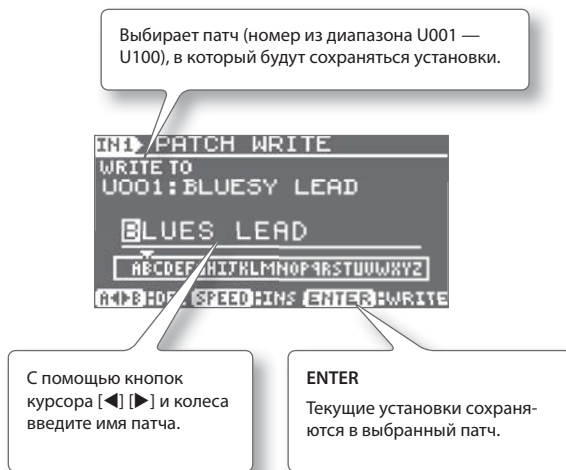 Выбирает патч (номер из диапазона U001 —
U100), в который будут сохраняться установки.
IN1 PATCH WRITE
WRITE TO
U001:BLUESY LEAD
BLUES LEAD
:INS ENTER:WRITE
С помощью кнопок
курсора [◀] [▶] и колеса
введите имя патча.
ENTER
Текущие установки сохраня-
ются в выбранный патч.